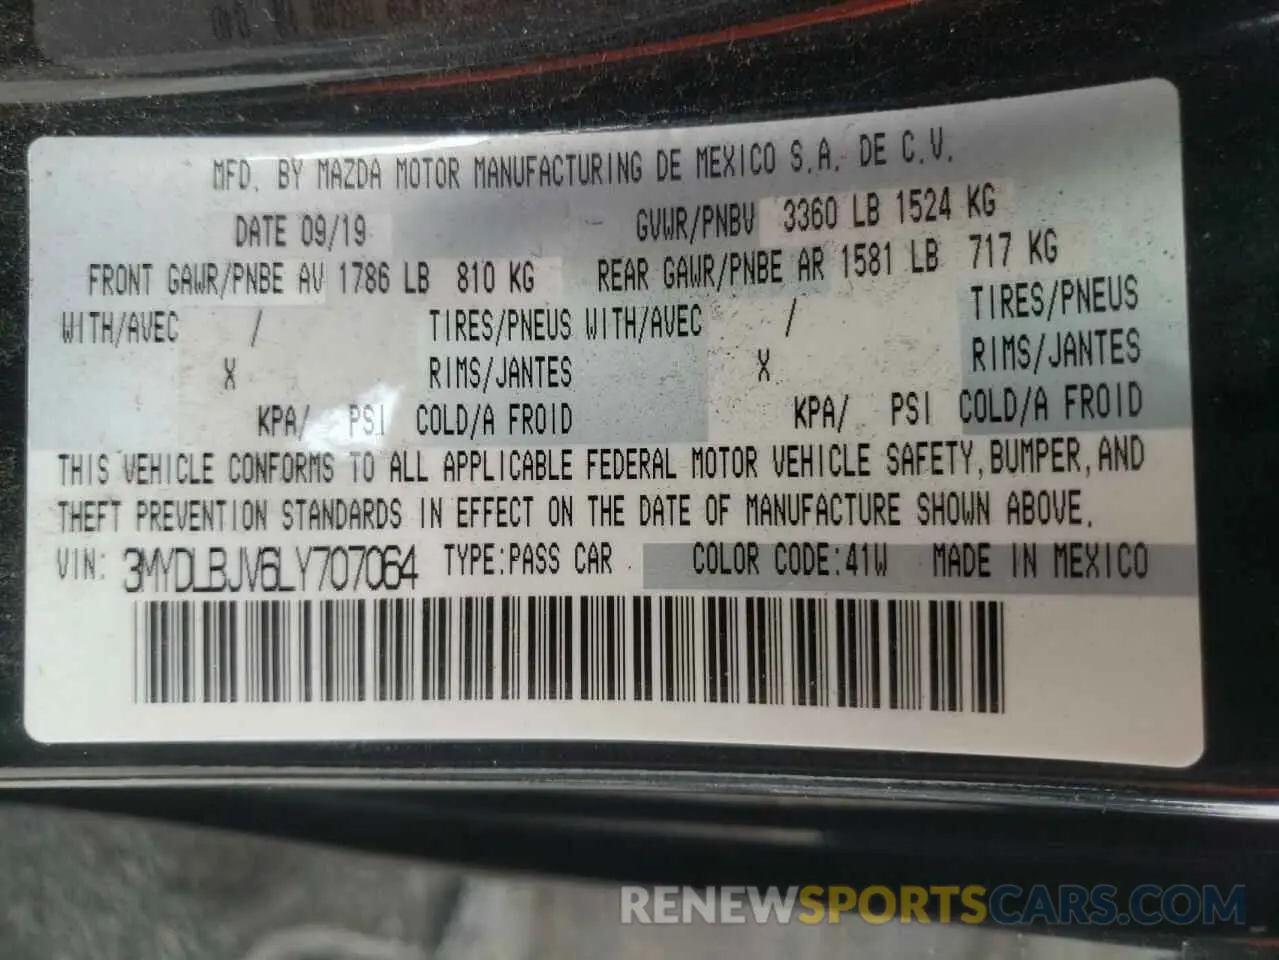 MFD. BY MAZDA MOTOR MANUFACTURING DE MEXICO S.A. DE C.V.
DATE 09/19 GVWR/PNBV 3360 LB 1524 KG
FRONT GAWR/PNBE AV 1786 LB 810 KG REAR GAWR/PNBE AR 1581 LB 717 KG
WITH/AVEC / TIRES/PNEUS WITH/AVEC / TIRES/PNEUS
X RIMS/JANTES X RIMS/JANTES
KPA/ PSI COLD/A FROID KPA/ PSI COLD/A FROID
THIS VEHICLE CONFORMS TO ALL APPLICABLE FEDERAL MOTOR VEHICLE SAFETY, BUMPER, AND
THEFT PREVENTION STANDARDS IN EFFECT ON THE DATE OF MANUFACTURE SHOWN ABOVE.
VIN: 3MYDLBJV6LY707064 TYPE:PASS CAR COLOR CODE:41W MADE IN MEXICO
RENEWSPORTSCARS.COM